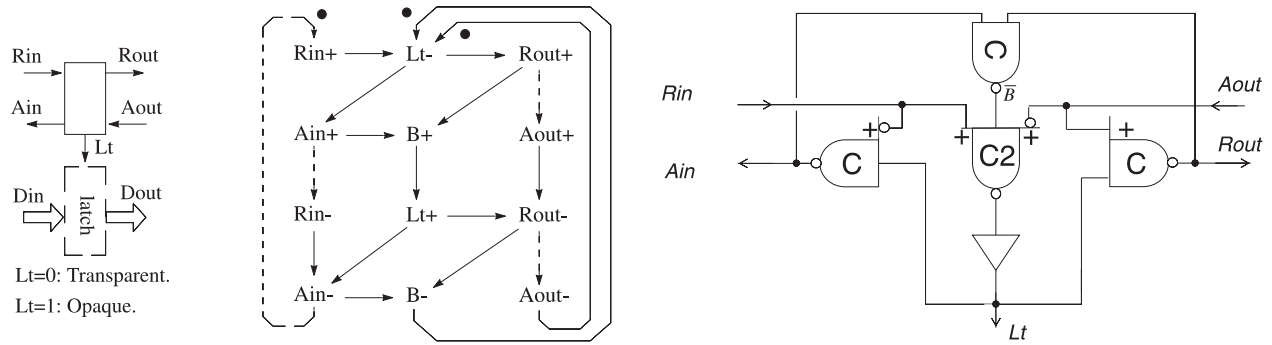 Rin Rout
Ain Aout
Lt
Din Dout
latch
Lt=0: Transparent.
Lt=1: Opaque.
Rin+ Lt- Rout+
Ain+ B+ Aout+
Rin- Lt+ Rout-
Ain- B- Aout-
C
B̅
Rin Aout
+ + + +
C C2 C
Ain Rout
Lt